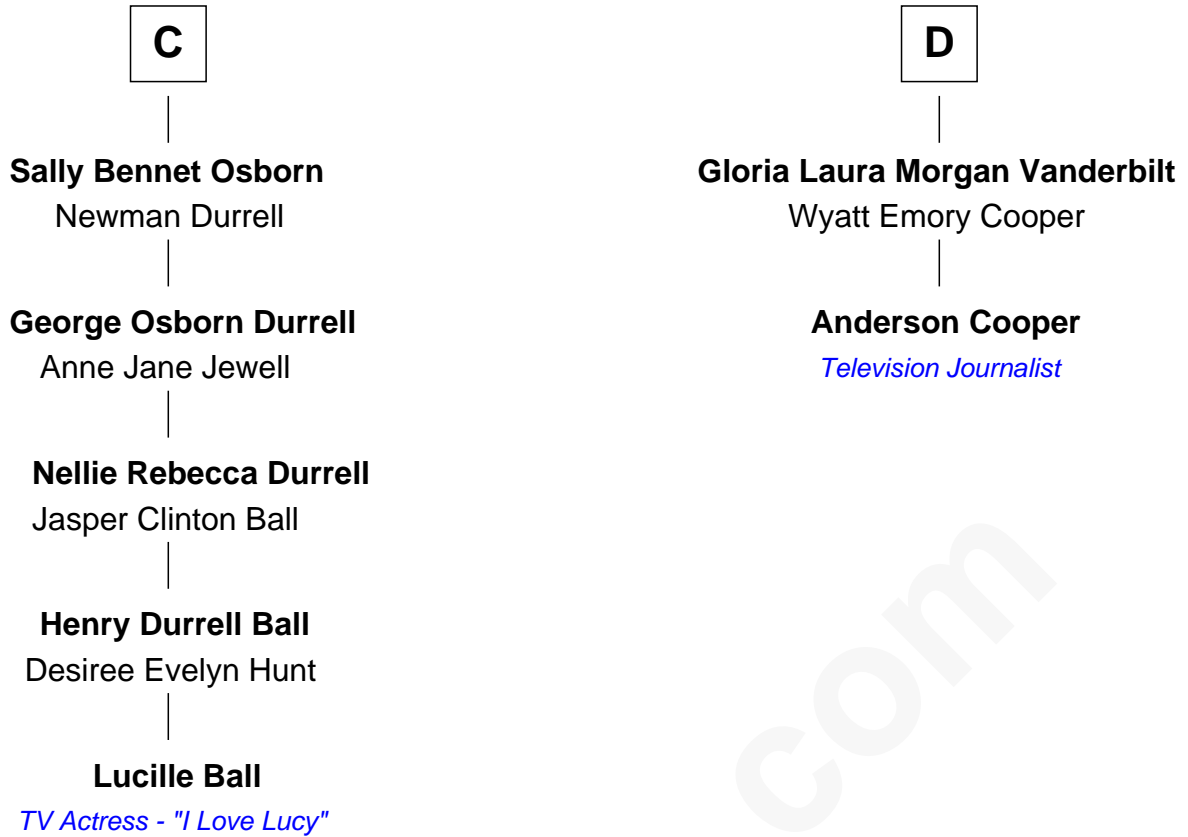 C
Sally Bennet Osborn
Newman Durrell
George Osborn Durrell
Anne Jane Jewell
Nellie Rebecca Durrell
Jasper Clinton Ball
Henry Durrell Ball
Desiree Evelyn Hunt
Lucille Ball
TV Actress - "I Love Lucy"
D
Gloria Laura Morgan Vanderbilt
Wyatt Emory Cooper
Anderson Cooper
Television Journalist
com